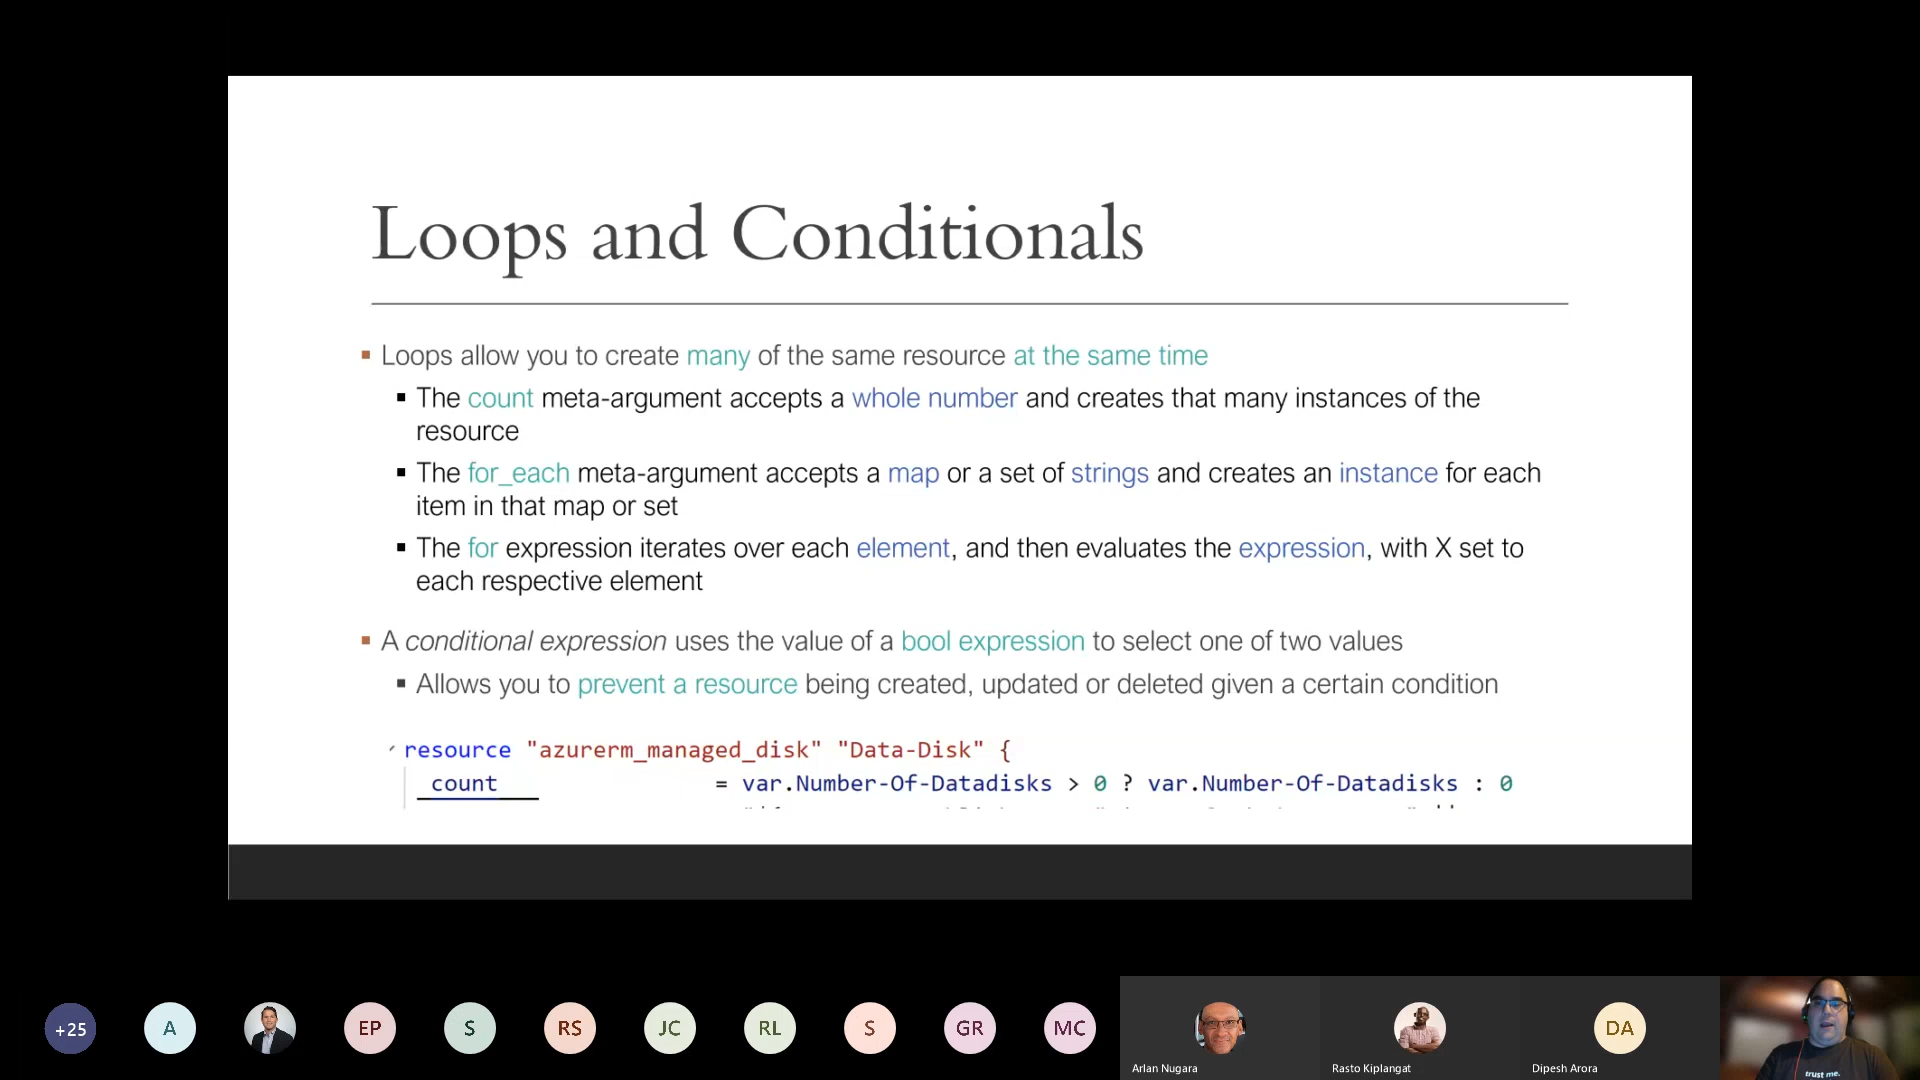 Loops and Conditionals
Loops allow you to create many of the same resource at the same time
The count meta-argument accepts a whole number and creates that many instances of the
resource
The for_each meta-argument accepts a map or a set of strings and creates an instance for each
item in that map or set
The for expression iterates over each element, and then evaluates the expression, with X set to
each respective element
A conditional expression uses the value of a bool expression to select one of two values
Allows you to prevent a resource being created, updated or deleted given a certain condition
resource "azurerm_managed_disk" "Data-Disk" {
count = var.Number-Of-Datadisks > 0 ? var.Number-Of-Datadisks : 0
+25
A
EP
S
RS
JC
RL
S
GR
MC
DA
Arlan Nugara
Rasto Kiplangat
Dipesh Arora
trust me.